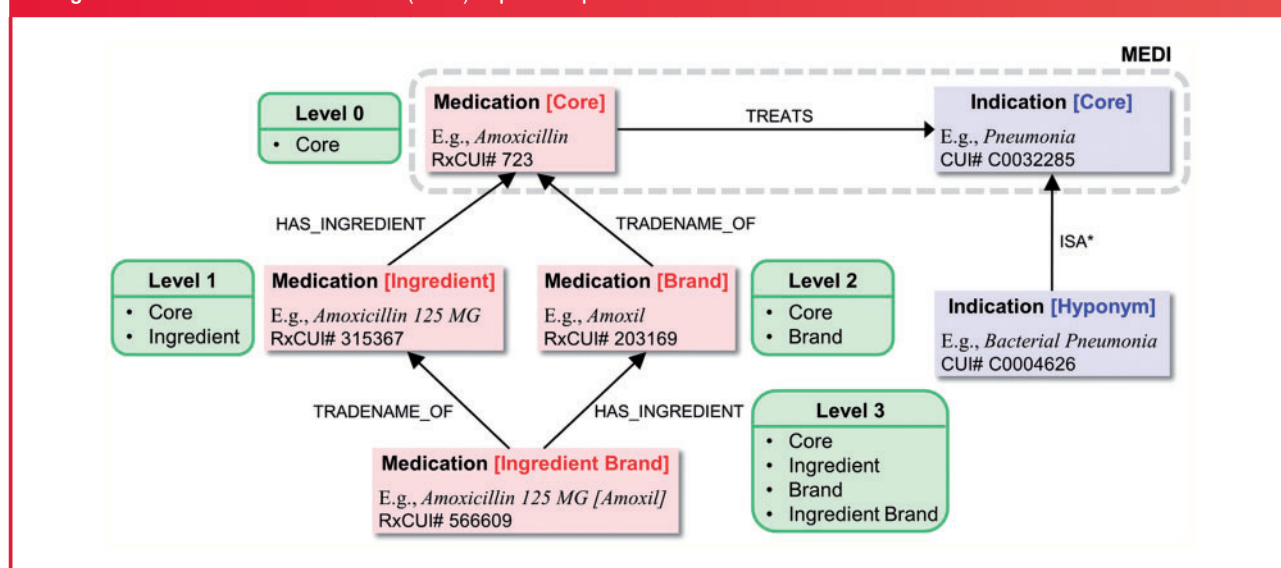 MEDI
Level 0
• Core
Medication [Core]
E.g., Amoxicillin
RxCUI# 723
TREATS
Indication [Core]
E.g., Pneumonia
CUI# C0032285
HAS_INGREDIENT
TRADENAME_OF
ISA*
Level 1
• Core
• Ingredient
Medication [Ingredient]
E.g., Amoxicillin 125 MG
RxCUI# 315367
Medication [Brand]
E.g., Amoxil
RxCUI# 203169
Level 2
• Core
• Brand
Indication [Hyponym]
E.g., Bacterial Pneumonia
CUI# C0004626
TRADENAME_OF
HAS_INGREDIENT
Level 3
• Core
• Ingredient
• Brand
• Ingredient Brand
Medication [Ingredient Brand]
E.g., Amoxicillin 125 MG [Amoxil]
RxCUI# 566609